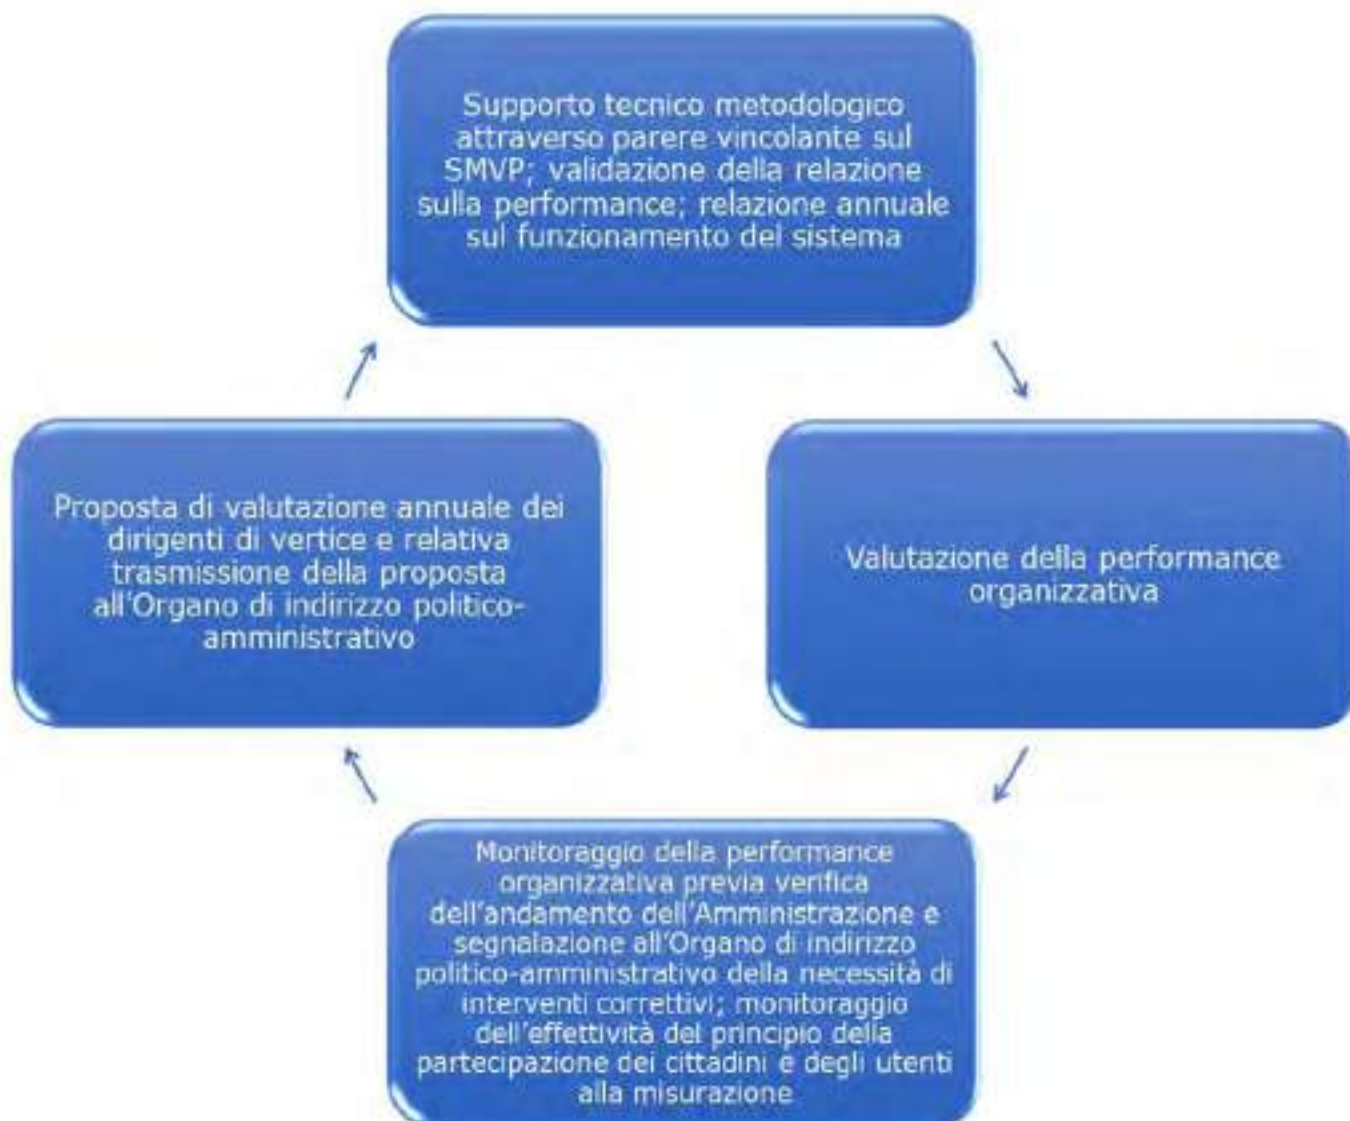 Supporto tecnico metodologico
attraverso parere vincolante sul
SMVP; validazione della relazione
sulla performance; relazione annuale
sul funzionamento del sistema
Proposta di valutazione annuale dei
dirigenti di vertice e relativa
trasmissione della proposta
all'Organo di indirizzo politico-
amministrativo
Valutazione della performance
organizzativa
Monitoraggio della performance
organizzativa previa verifica
dell'andamento dell'Amministrazione e
segnalazione all'Organo di indirizzo
politico-amministrativo della necessità di
interventi correttivi; monitoraggio
dell'effettività del principio della
partecipazione dei cittadini e degli utenti
alla misurazione